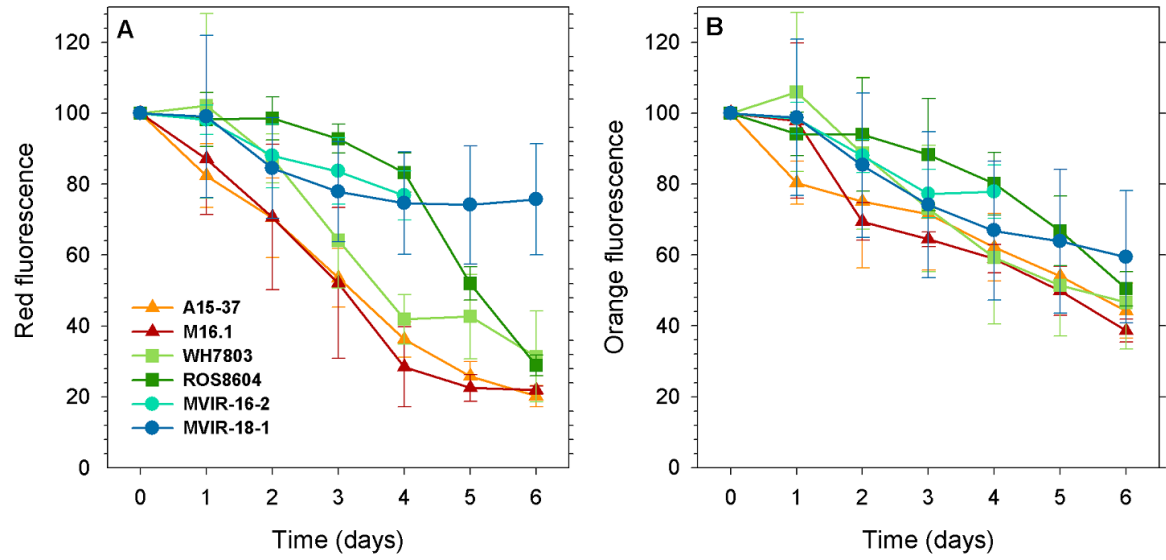 A
Red fluorescence
120
100
80
60
40
20
0
A15-37
M16.1
WH7803
ROS8604
MVIR-16-2
MVIR-18-1
0 1 2 3 4 5 6
Time (days)
B
Orange fluorescence
120
100
80
60
40
20
0
0 1 2 3 4 5 6
Time (days)